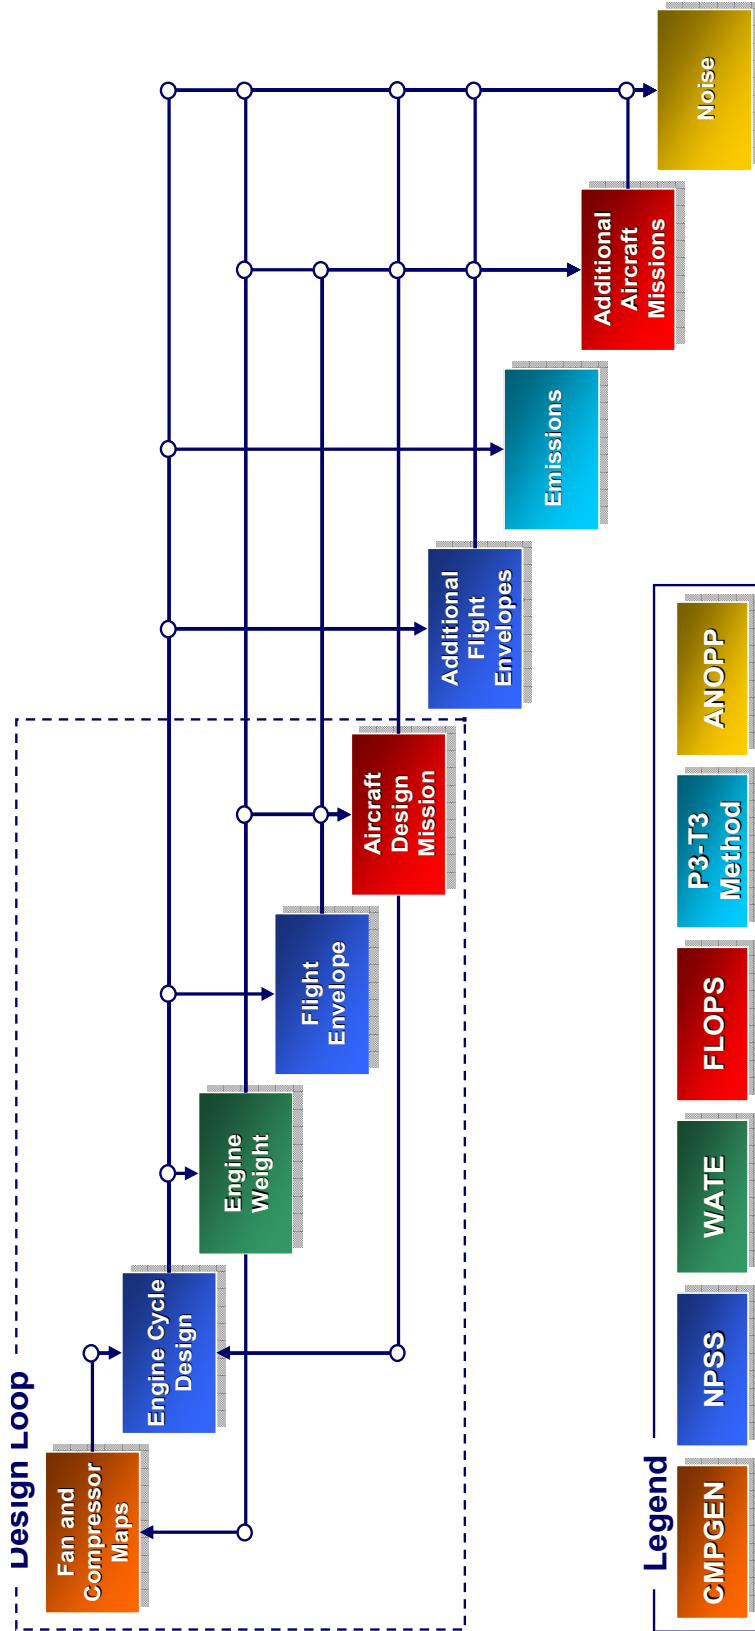 Design Loop
Fan and
Compressor
Maps
Engine Cycle
Design
Engine
Weight
Flight
Envelope
Aircraft
Design
Mission
Additional
Flight
Envelopes
Emissions
Additional
Aircraft
Missions
Noise
Legend
CMPGEN
NPSS
WATE
FLOPS
P3-T3
Method
ANOPP